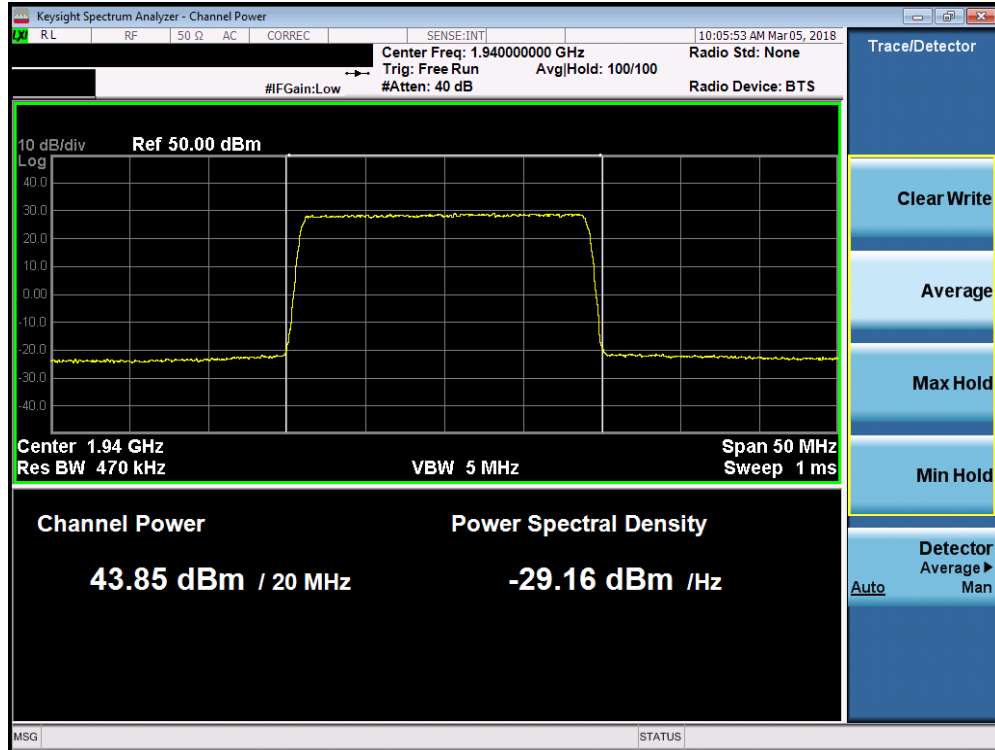 Keysight Spectrum Analyzer - Channel Power
LXI RL RF 50 Ω AC CORREC SENSE:INT 10:05:53 AM Mar 05, 2018
Center Freq: 1.940000000 GHz Radio Std: None
Trig: Free Run Avg|Hold: 100/100
#IFGain:Low #Atten: 40 dB Radio Device: BTS
Trace/Detector
10 dB/div Ref 50.00 dBm
Log
40.0
30.0
20.0
10.0
0.00
-10.0
-20.0
-30.0
-40.0
Center 1.94 GHz Span 50 MHz
Res BW 470 kHz VBW 5 MHz Sweep 1 ms
Channel Power Power Spectral Density
43.85 dBm / 20 MHz -29.16 dBm /Hz
Clear Write
Average
Max Hold
Min Hold
Detector
Average▶
Auto Man
MSG STATUS